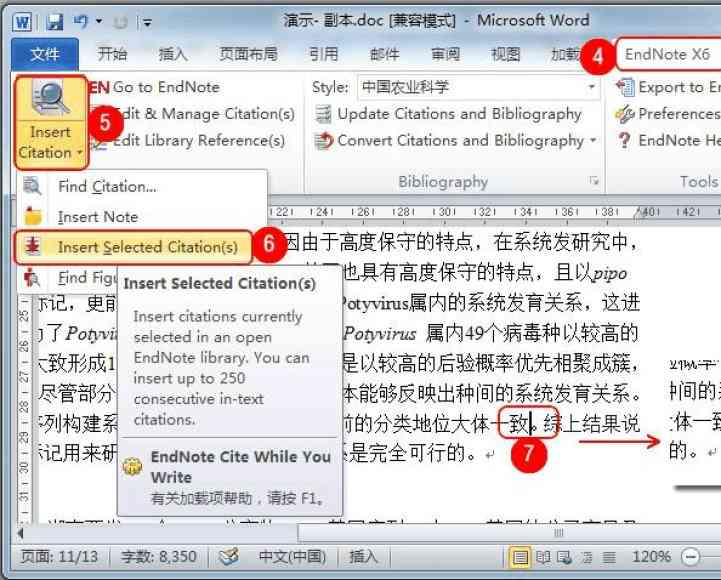 演示- 副本.doc [兼容模式] - Microsoft Word
文件 开始 插入 页面布局 引用 邮件 审阅 视图 加载 4 EndNote X6
EN Go to EndNote Style: 中国农业科学 Export to En
5 Edit & Manage Citation(s) Update Citations and Bibliography Preferences
Insert
Citation Edit Library Reference(s) Convert Citations and Bibliography ? EndNote He
Bibliography Tools
Find Citation...
Insert Note
Insert Selected Citation(s) 6 因由于高度保守的特点，在系统发研究中，
Find Figu 也具有高度保守的特点，且以pipo
Insert Selected Citation(s)
标记，更 Potyvirus属内的系统发育关系，这进
Insert citations currently
selected in an open
EndNote library. You can
insert up to 250
consecutive in-text
citations.
了Potyvi Potyvirus 属内49个病毒种以较高的
大致形成1 是以较高的后验概率优先相聚成簇，
尽管部分 体能够反映出种间的系统发育关系。 种间的
序列构建系 前的分类地位大体一致。综上结果说 体一致
7
记用来研 系是完全可行的。 的。
EndNote Cite While You
Write
有关加载项帮助，请按 F1。
页面: 11/13 字数: 8,350 中文(中国) 插入 120%